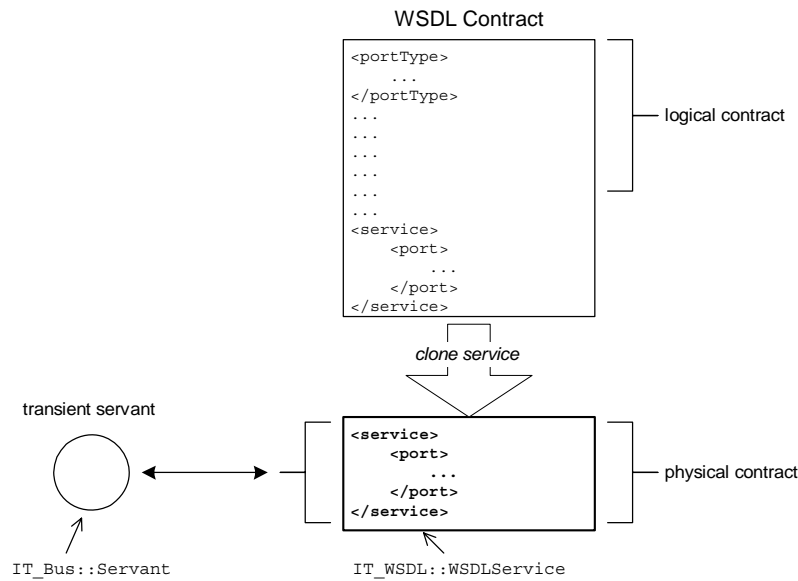 WSDL Contract
<portType>
...
</portType>
...
...
...
...
...
...
<service>
<port>
...
</port>
</service>
logical contract
clone service
transient servant
<service>
<port>
...
</port>
</service>
physical contract
IT_Bus::Servant
IT_WSDL::WSDLService